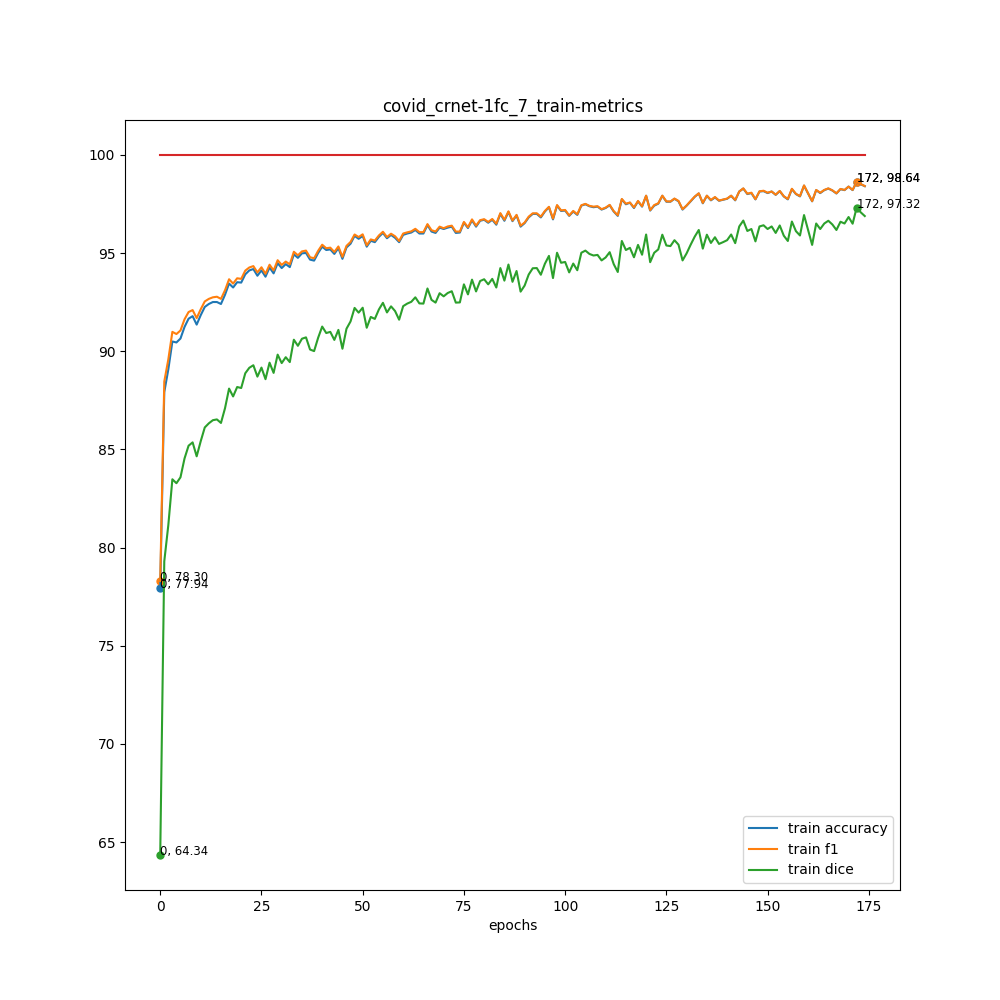 covid_crnet-1fc_7_train-metrics
100
172, 98.64
172, 97.32
95
90
85
80
0, 78.30
0, 77.94
75
70
65
0, 64.34
train accuracy
train f1
train dice
0 25 50 75 100 125 150 175
epochs